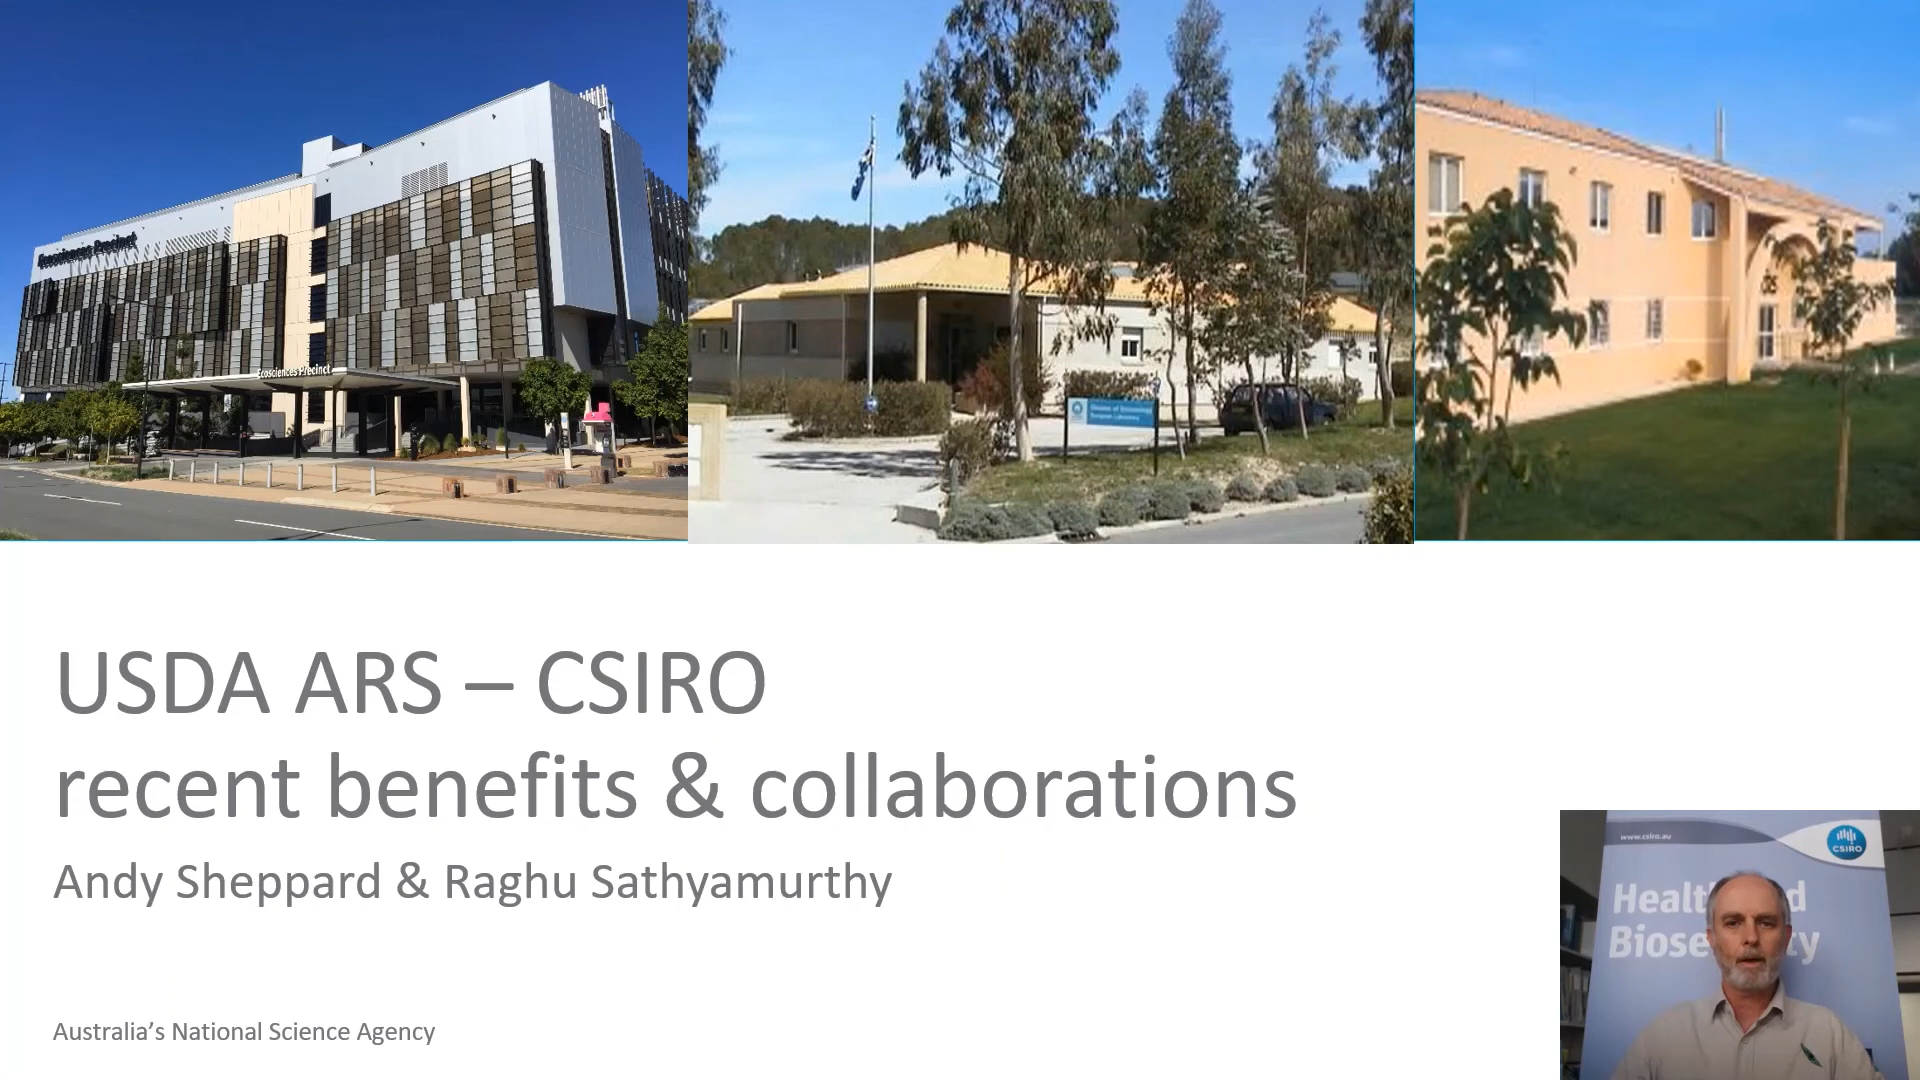 Ecosciences Precinct
Ecosciences Precinct
USDA ARS – CSIRO
recent benefits & collaborations
Andy Sheppard & Raghu Sathyamurthy
Australia's National Science Agency
www.csiro.au
CSIRO